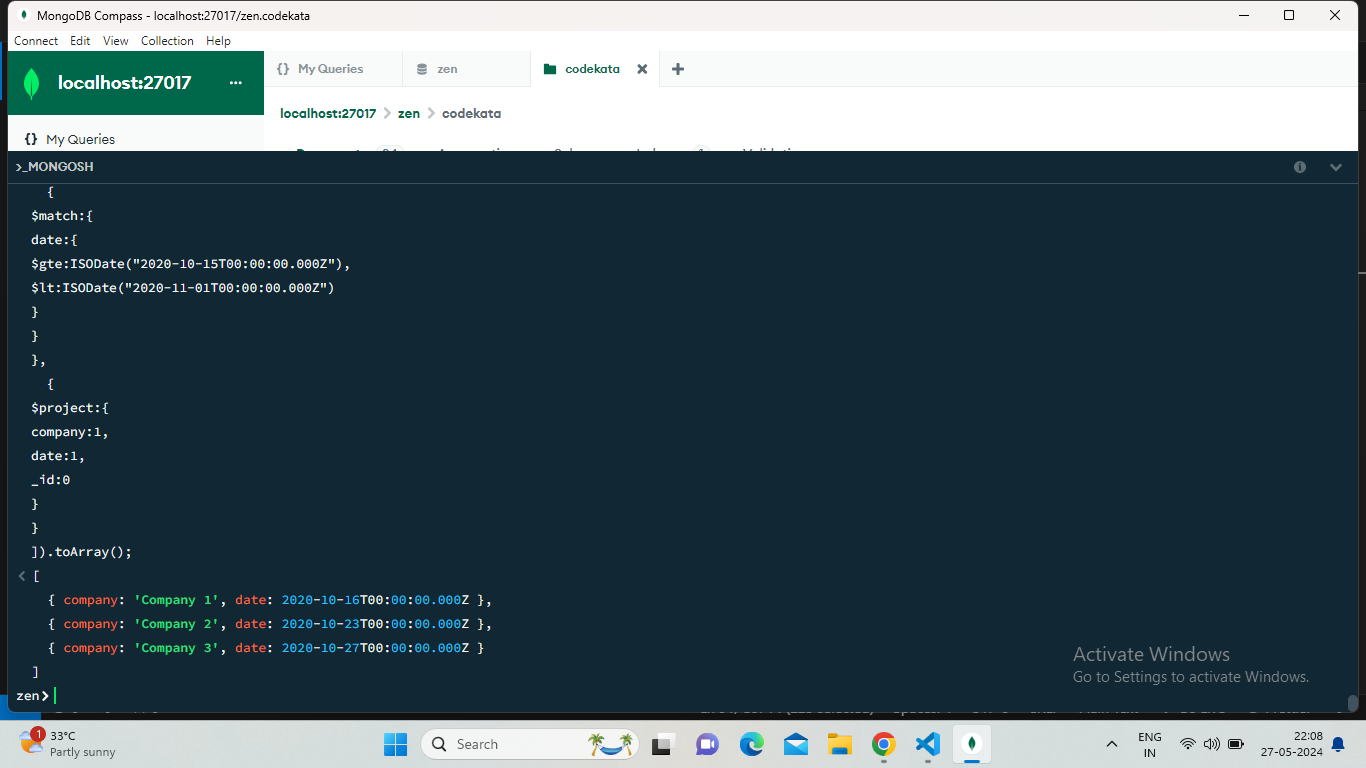 MongoDB Compass - localhost:27017/zen.codekata
Connect Edit View Collection Help
localhost:27017 ...
{} My Queries zen codekata
localhost:27017 > zen > codekata
{} My Queries
>_MONGOSH
{
$match:{
date:{
$gte:ISODate("2020-10-15T00:00:00.000Z"),
$lt:ISODate("2020-11-01T00:00:00.000Z")
}
}
},
{
$project:{
company:1,
date:1,
_id:0
}
}
]).toArray();
< [
{ company: 'Company 1', date: 2020-10-16T00:00:00.000Z },
{ company: 'Company 2', date: 2020-10-23T00:00:00.000Z },
{ company: 'Company 3', date: 2020-10-27T00:00:00.000Z }
]
zen>
Activate Windows
Go to Settings to activate Windows.
1
33°C
Partly sunny
Search
ENG
IN
22:08
27-05-2024